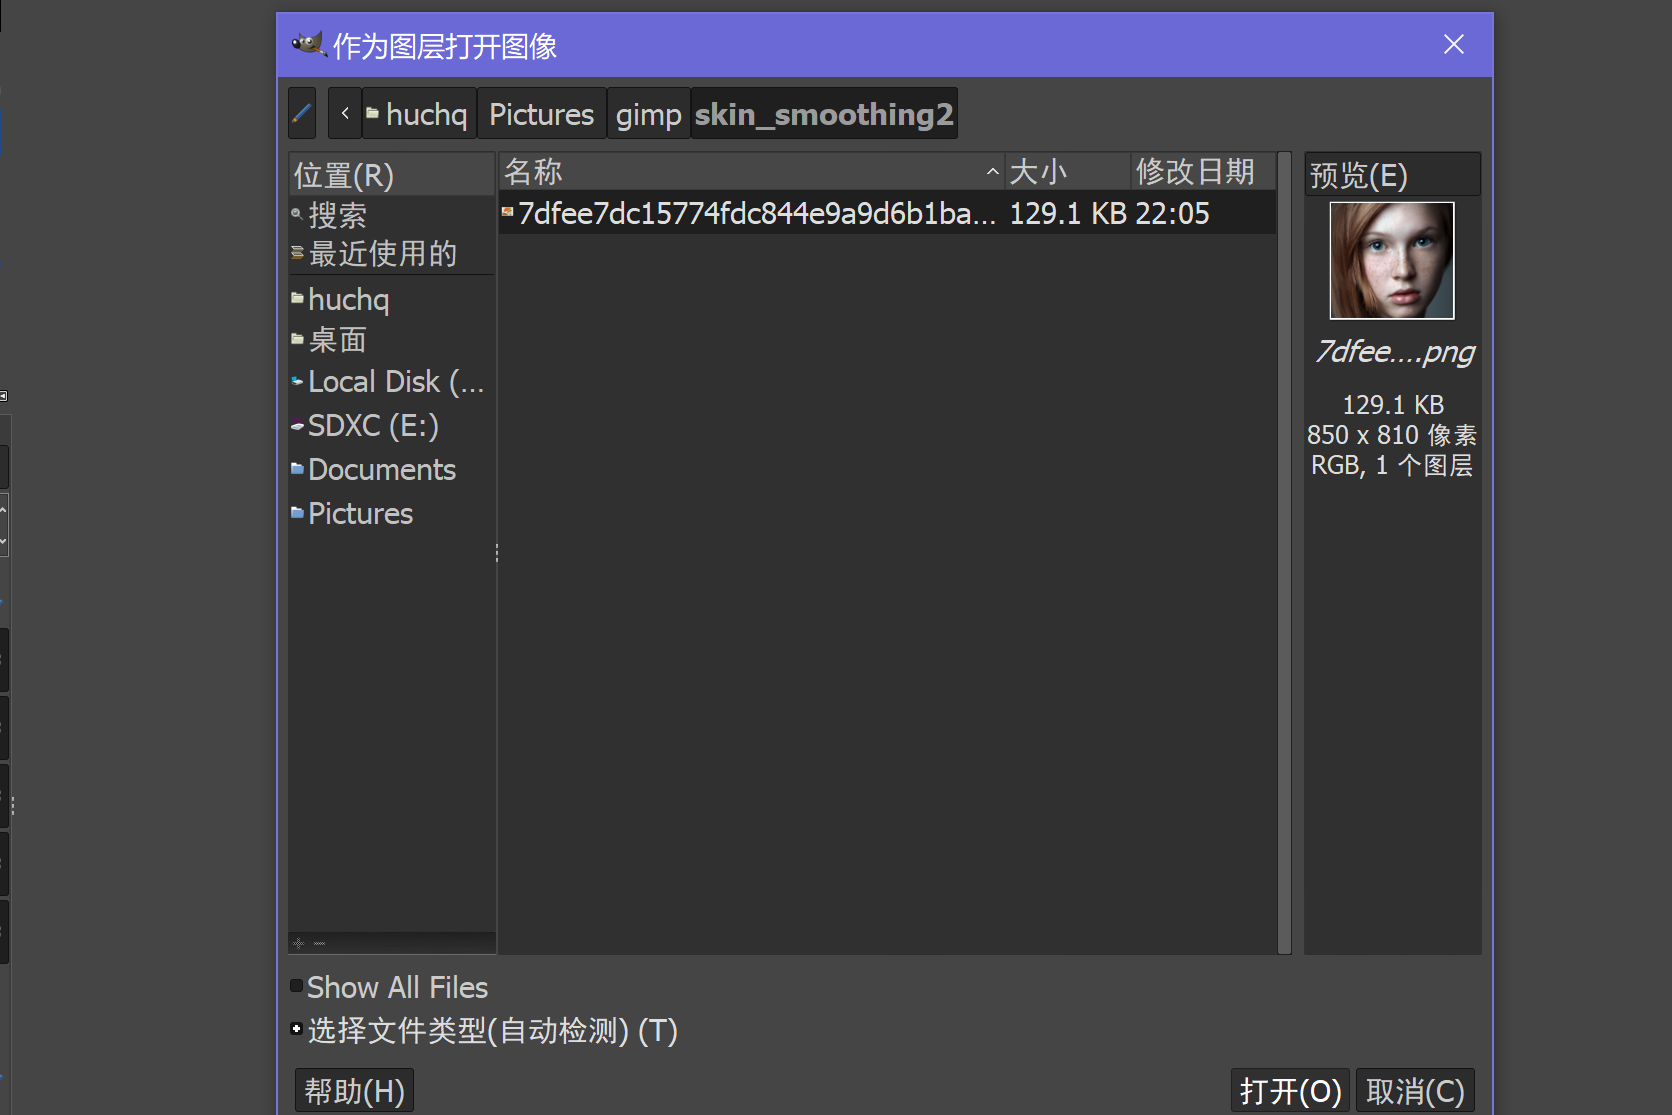 作为图层打开图像
huchq Pictures gimp skin_smoothing2
位置(R)
搜索
最近使用的
huchq
桌面
Local Disk (...
SDXC (E:)
Documents
Pictures
名称 大小 修改日期
7dfee7dc15774fdc844e9a9d6b1ba... 129.1 KB 22:05
预览(E)
7dfee....png
129.1 KB
850 x 810 像素
RGB, 1 个图层
Show All Files
选择文件类型(自动检测) (T)
帮助(H) 打开(O) 取消(C)